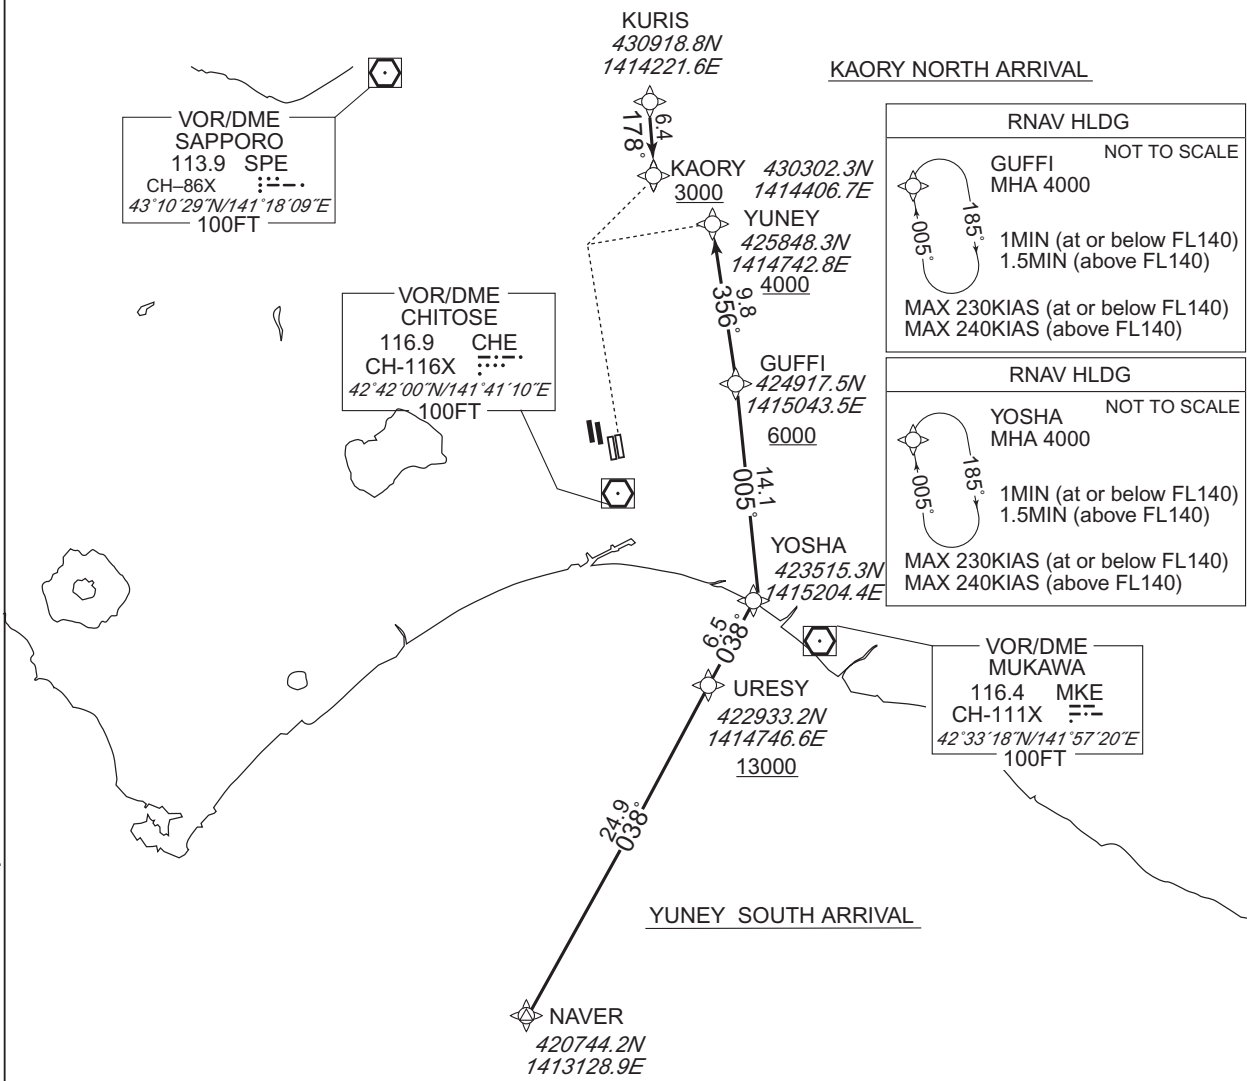 KURIS
430918.8N
1414221.6E
KAORY NORTH ARRIVAL
6.4
178°
VOR/DME
SAPPORO
113.9 SPE
CH–86X
43°10´29˝N/141°18´09˝E
100FT
KAORY
3000
430302.3N
1414406.7E
YUNEY
425848.3N
1414742.8E
4000
RNAV HLDG
NOT TO SCALE
GUFFI
MHA 4000
185°
005°
1MIN (at or below FL140)
1.5MIN (above FL140)
MAX 230KIAS (at or below FL140)
MAX 240KIAS (above FL140)
VOR/DME
CHITOSE
116.9 CHE
CH-116X
42°42´00˝N/141°41´10˝E
100FT
9.8
356°
GUFFI
424917.5N
1415043.5E
6000
RNAV HLDG
NOT TO SCALE
YOSHA
MHA 4000
185°
005°
1MIN (at or below FL140)
1.5MIN (above FL140)
MAX 230KIAS (at or below FL140)
MAX 240KIAS (above FL140)
14.1
005°
YOSHA
423515.3N
1415204.4E
6.5
038°
URESY
422933.2N
1414746.6E
13000
VOR/DME
MUKAWA
116.4 MKE
CH-111X
42°33´18˝N/141°57´20˝E
100FT
24.9
038°
YUNEY SOUTH ARRIVAL
NAVER
420744.2N
1413128.9E